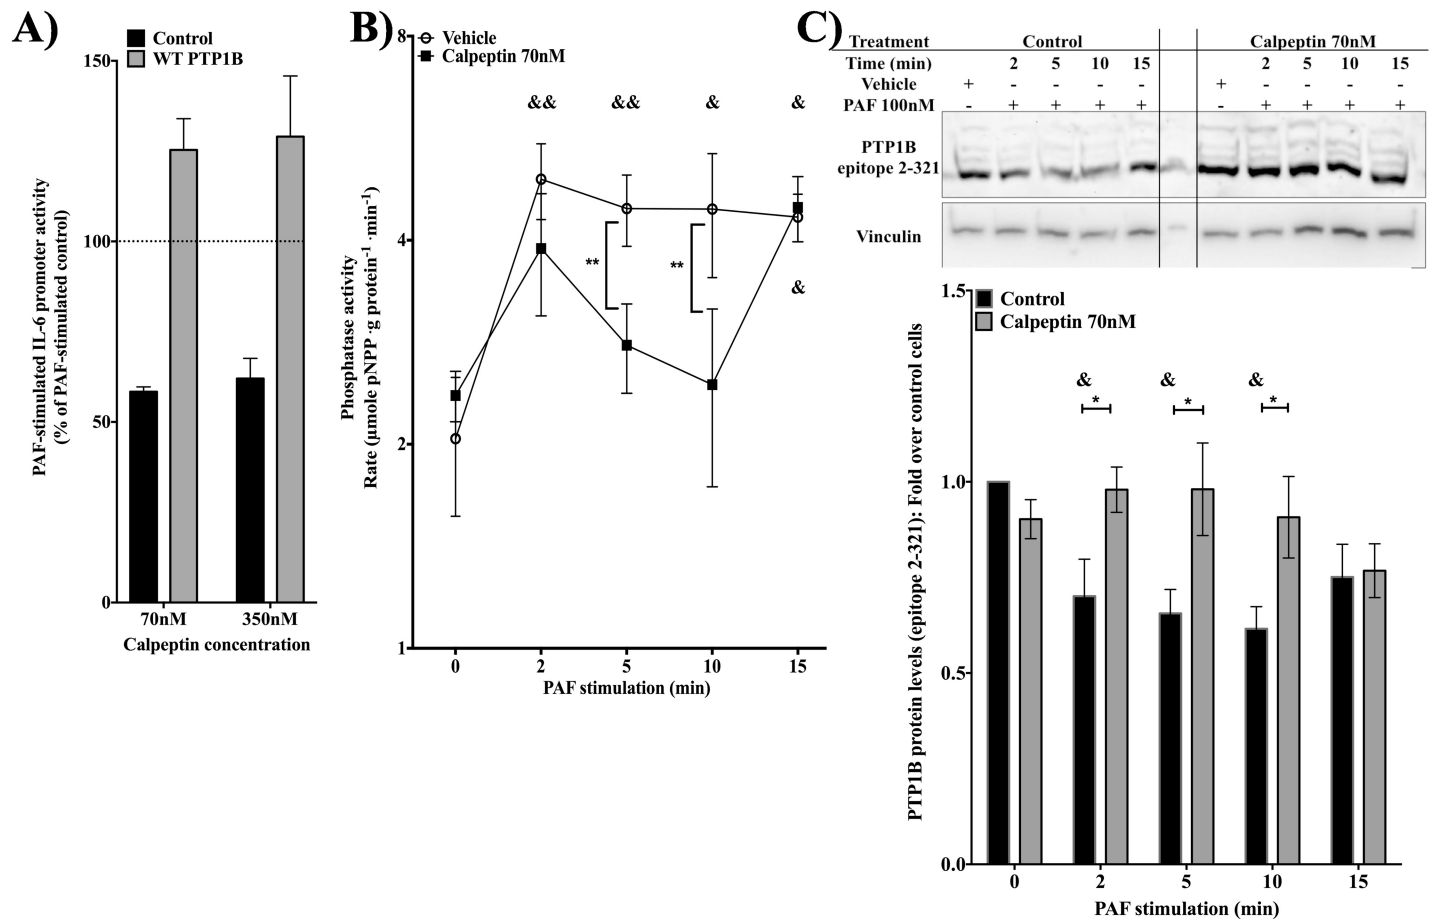 A)
Control
WT PTP1B
PAF-stimulated IL-6 promoter activity
(% of PAF-stimulated control)
150
100
50
0
70nM
350nM
Calpeptin concentration
B)
Vehicle
Calpeptin 70nM
Phosphatase activity
Rate (µmole pNPP ·g protein⁻¹ ·min⁻¹)
8
4
2
1
&&
&&
&
&
**
**
&
0
2
5
10
15
PAF stimulation (min)
C)
Treatment Control Calpeptin 70nM
Time (min) 2 5 10 15 2 5 10 15
Vehicle + - - - - + - - - -
PAF 100nM - + + + + - + + + +
PTP1B
epitope 2-321
Vinculin
Control
Calpeptin 70nM
PTP1B protein levels (epitope 2-321): Fold over control cells
1.5
1.0
0.5
0.0
& & &
* * *
0
2
5
10
15
PAF stimulation (min)